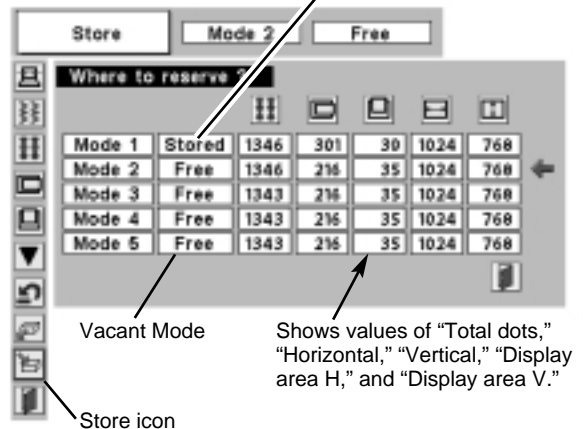 Store Mode 2 Free
Where to reserve ?
Mode 1 Stored 1346 301 30 1024 768
Mode 2 Free 1346 216 35 1024 768
Mode 3 Free 1343 216 35 1024 768
Mode 4 Free 1343 216 35 1024 768
Mode 5 Free 1343 216 35 1024 768
Vacant Mode
Shows values of “Total dots,”
“Horizontal,” “Vertical,” “Display
area H,” and “Display area V.”
Store icon